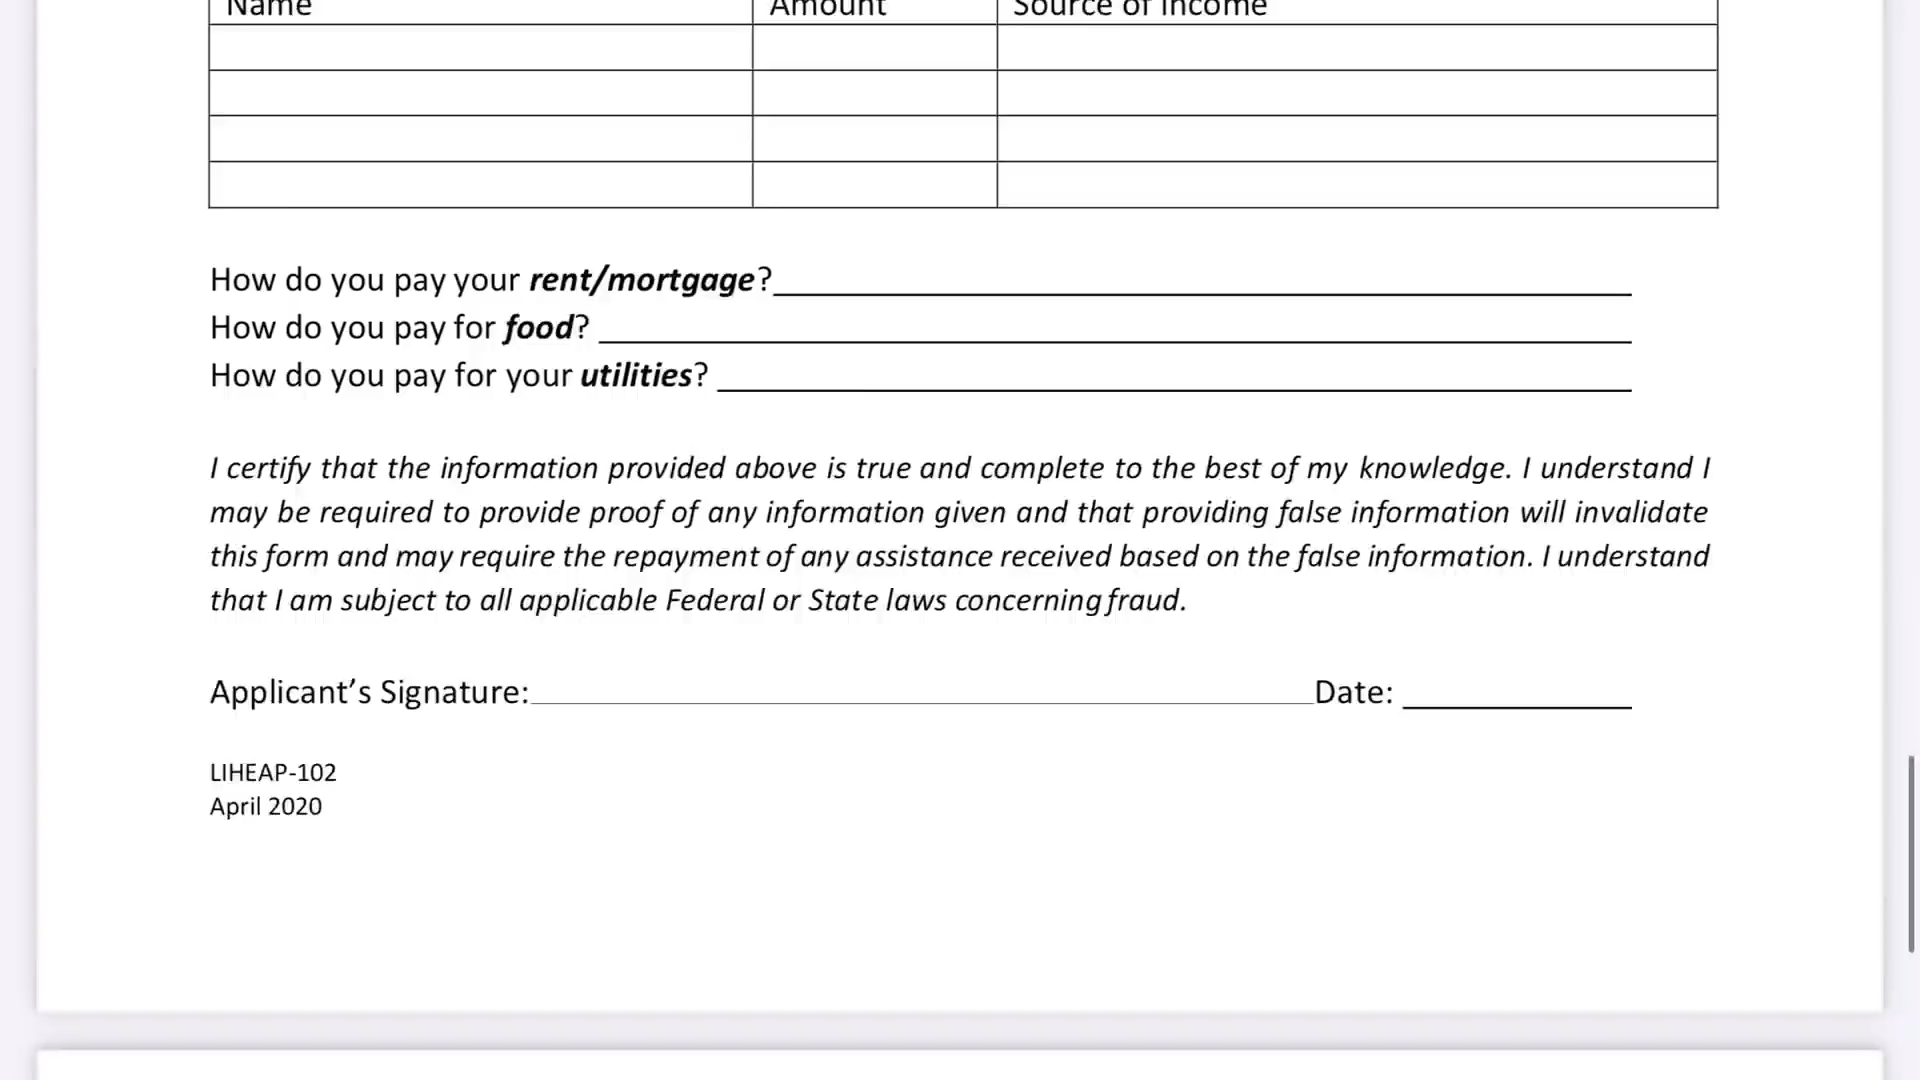 Name Amount Source of Income
How do you pay your rent/mortgage?
How do you pay for food?
How do you pay for your utilities?
I certify that the information provided above is true and complete to the best of my knowledge. I understand I
may be required to provide proof of any information given and that providing false information will invalidate
this form and may require the repayment of any assistance received based on the false information. I understand
that I am subject to all applicable Federal or State laws concerning fraud.
Applicant’s Signature: Date:
LIHEAP-102
April 2020